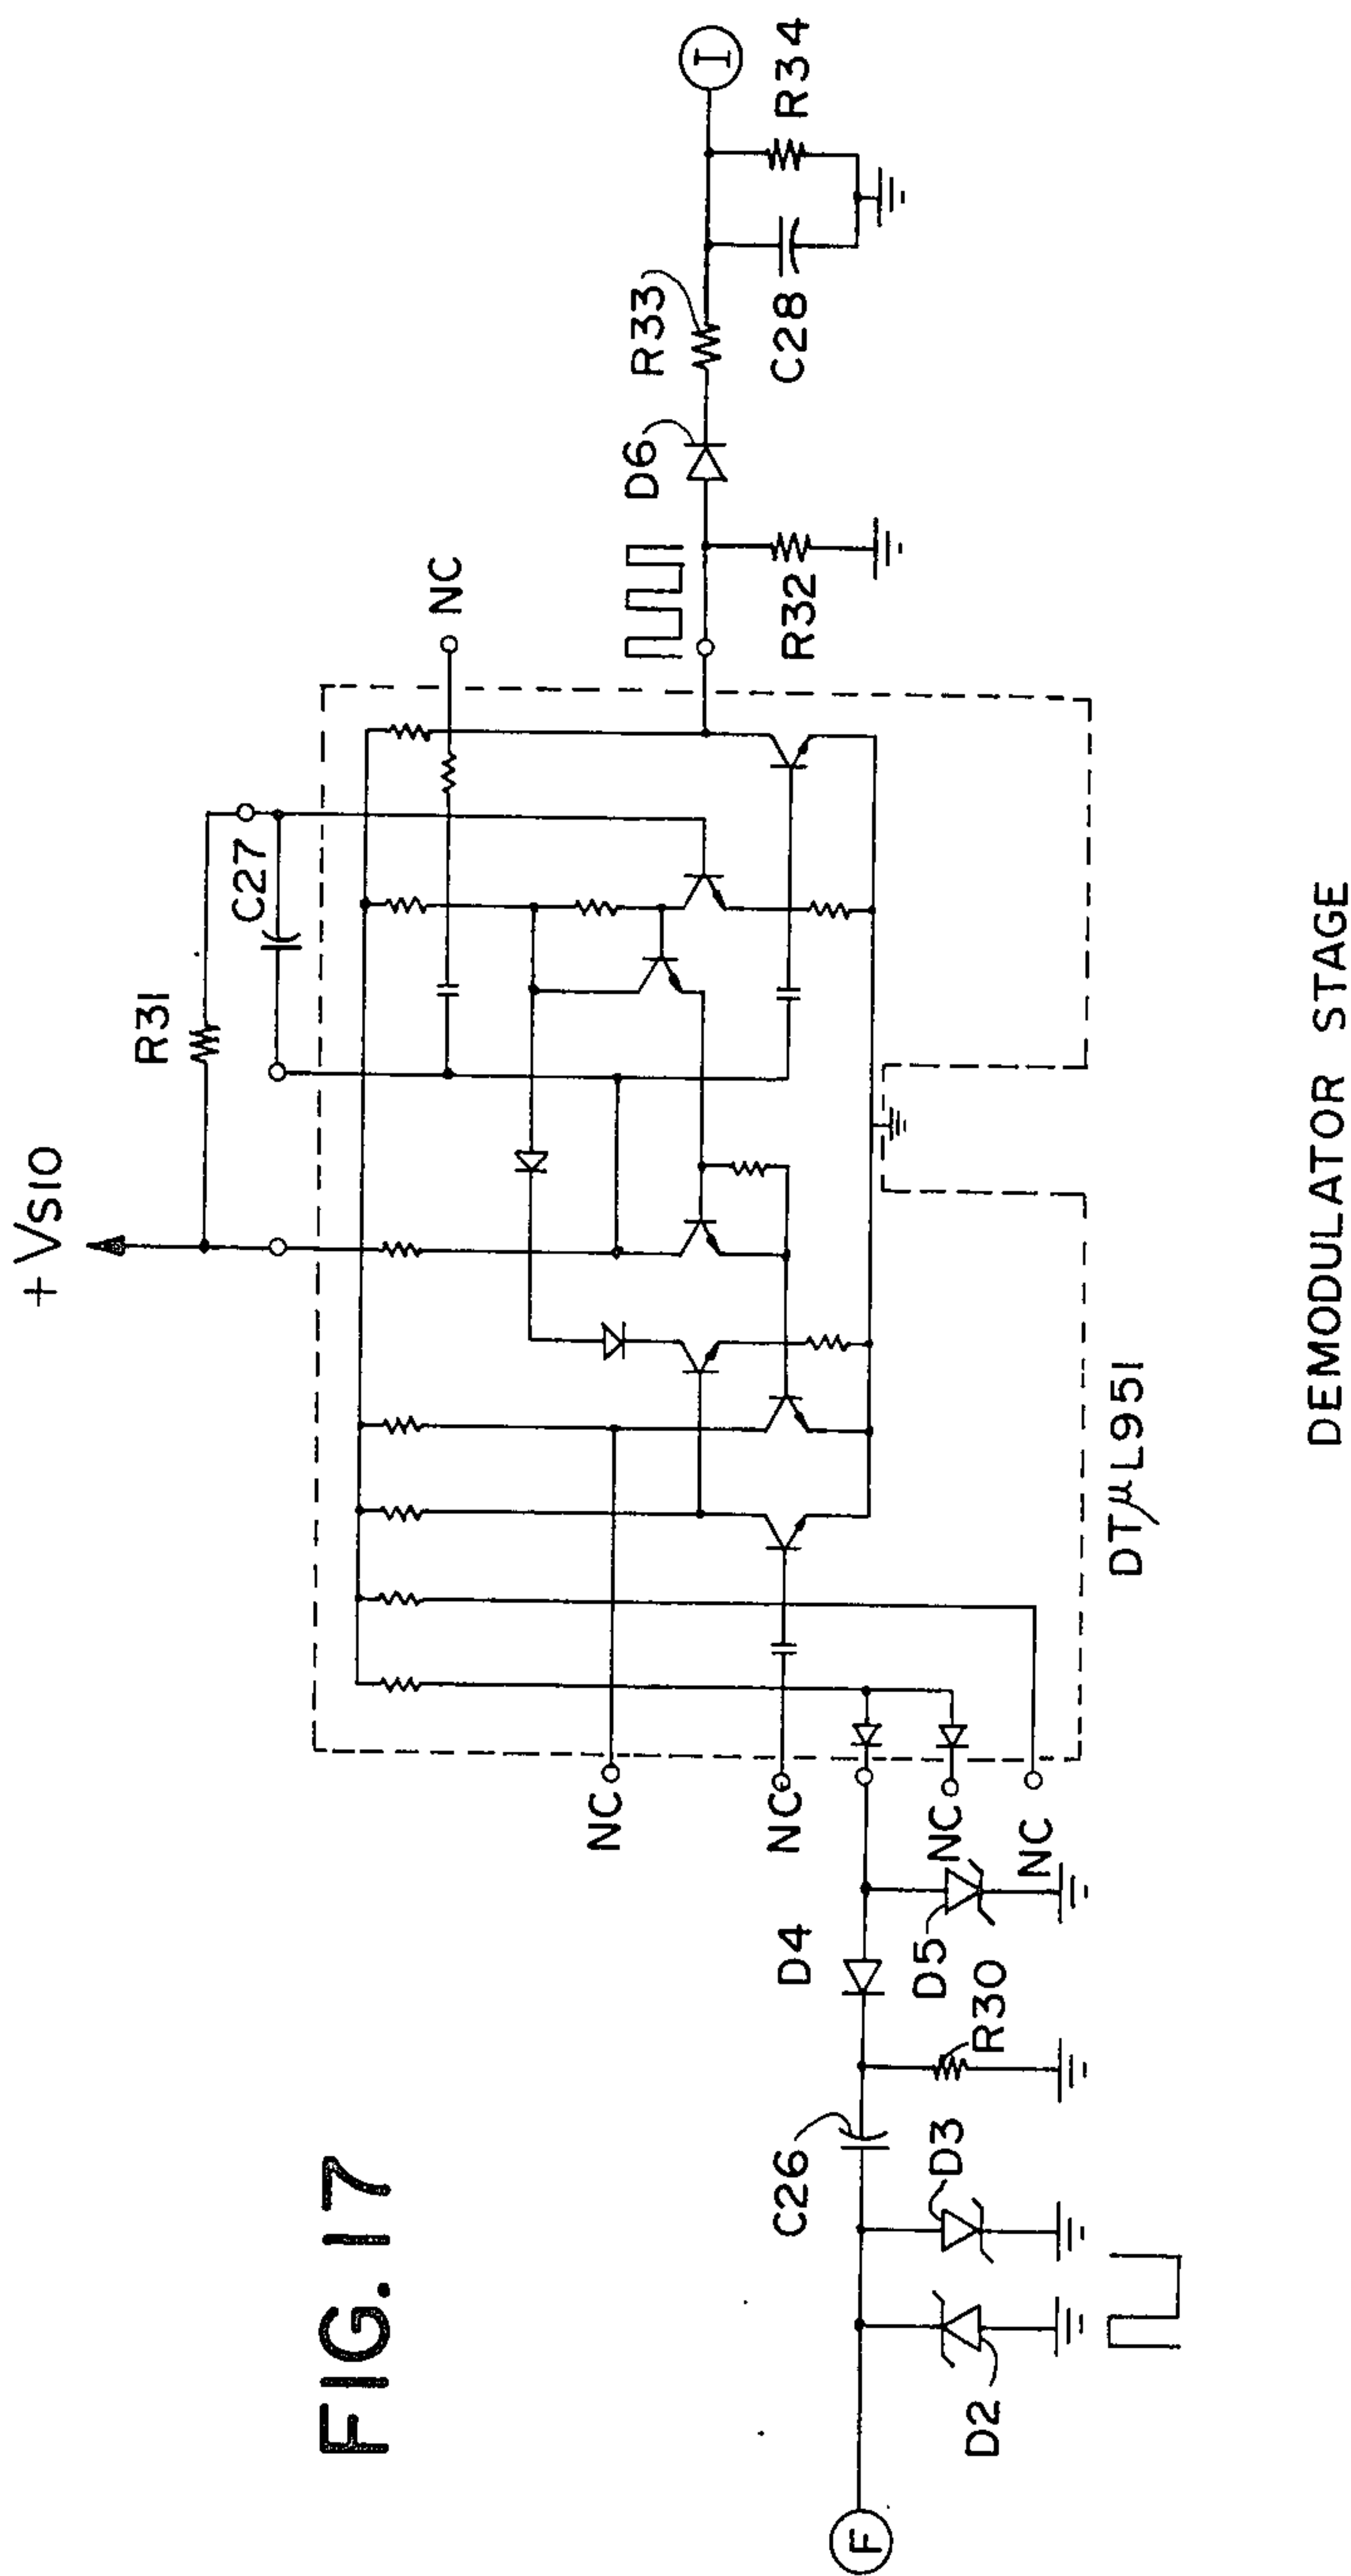 FIG. 17
+ VS10
R31
C27
NC
D6
R33
I
R34
C28
R32
NC
NC
NC
NC
D4
D5
R30
C26
D3
D2
F
DTμL951
DEMODULATOR STAGE